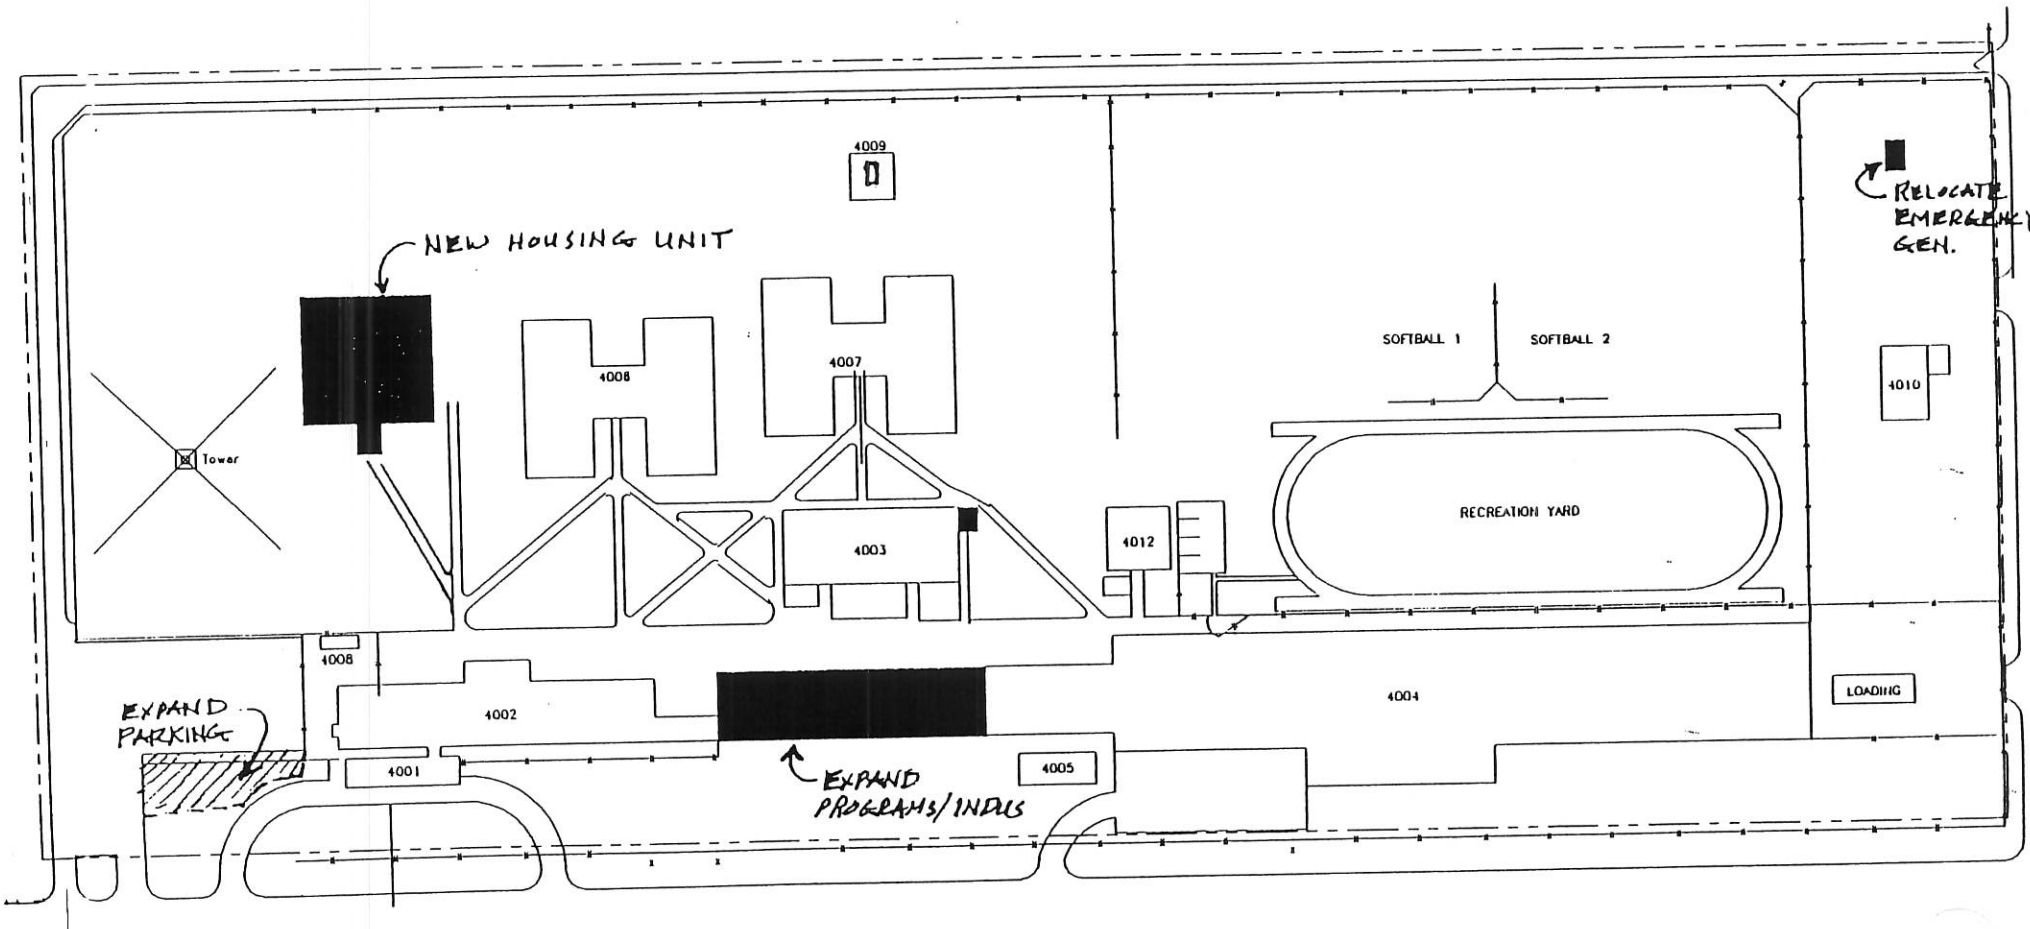 4009
RELOCATE
EMERGENCY
GEN.
NEW HOUSING UNIT
SOFTBALL 1
SOFTBALL 2
4007
4008
4010
Tower
RECREATION YARD
4003
4012
4008
LOADING
4004
4002
EXPAND
PARKING
4001
4005
EXPAND
PROGRAMS/INDUS